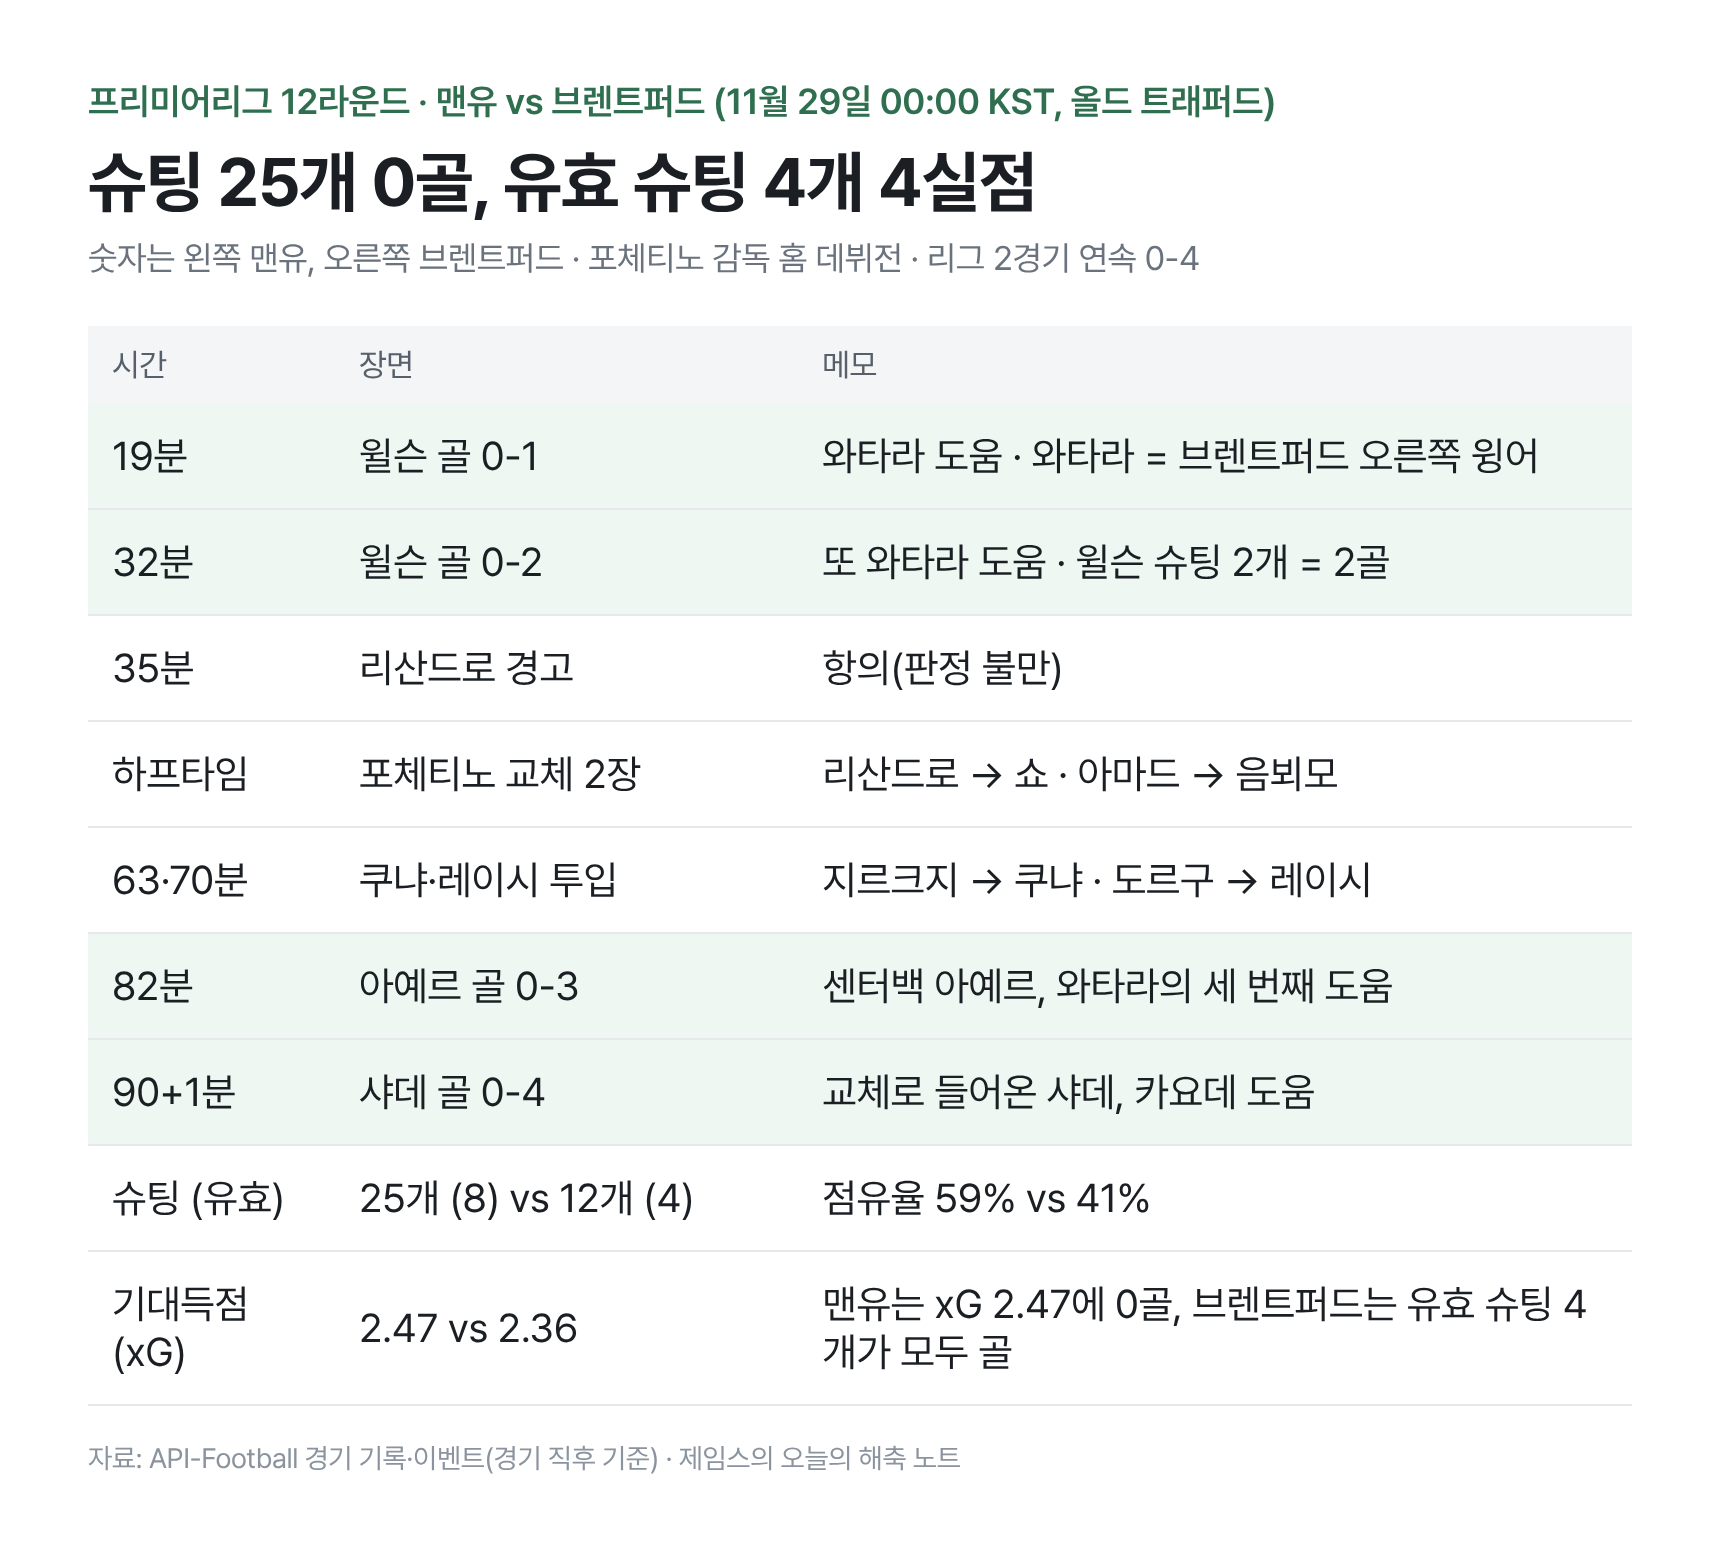 프리미어리그 12라운드 · 맨유 vs 브렌트퍼드 (11월 29일 00:00 KST, 올드 트래퍼드)
슈팅 25개 0골, 유효 슈팅 4개 4실점
숫자는 왼쪽 맨유, 오른쪽 브렌트퍼드 · 포체티노 감독 홈 데뷔전 · 리그 2경기 연속 0-4
시간 장면 메모
19분 윌슨 골 0-1 와타라 도움 · 와타라 = 브렌트퍼드 오른쪽 윙어
32분 윌슨 골 0-2 또 와타라 도움 · 윌슨 슈팅 2개 = 2골
35분 리산드로 경고 항의(판정 불만)
하프타임 포체티노 교체 2장 리산드로 → 쇼 · 아마드 → 음뵈모
63·70분 쿠냐·레이시 투입 지르크지 → 쿠냐 · 도르구 → 레이시
82분 아예르 골 0-3 센터백 아예르, 와타라의 세 번째 도움
90+1분 샤데 골 0-4 교체로 들어온 샤데, 카요데 도움
슈팅 (유효) 25개 (8) vs 12개 (4) 점유율 59% vs 41%
기대득점
(xG)
2.47 vs 2.36
맨유는 xG 2.47에 0골, 브렌트퍼드는 유효 슈팅 4
개가 모두 골
자료: API-Football 경기 기록·이벤트(경기 직후 기준) · 제임스의 오늘의 해축 노트